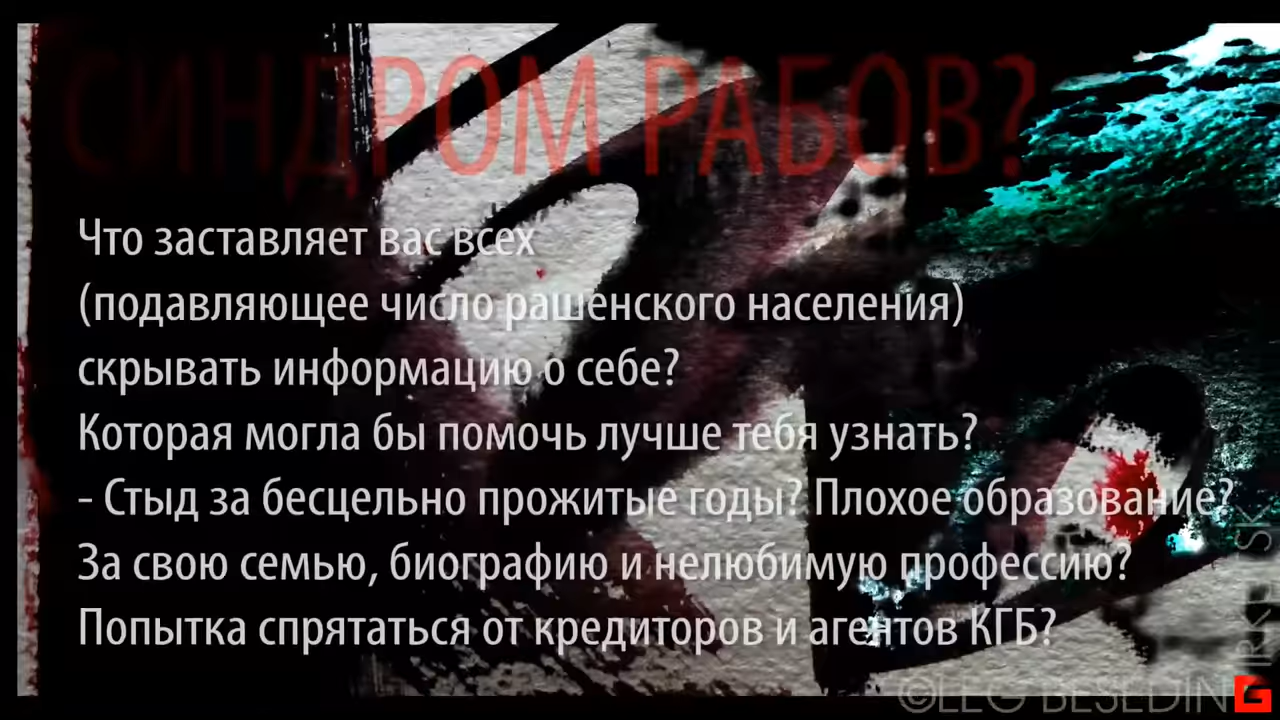 СИНДРОМ РАБОВ?
Что заставляет вас всех
(подавляющее число рашенского населения)
скрывать информацию о себе?
Которая могла бы помочь лучше тебя узнать?
- Стыд за бесцельно прожитые годы? Плохое образование?
За свою семью, биографию и нелюбимую профессию?
Попытка спрятаться от кредиторов и агентов КГБ?
©LEG BESEDIN